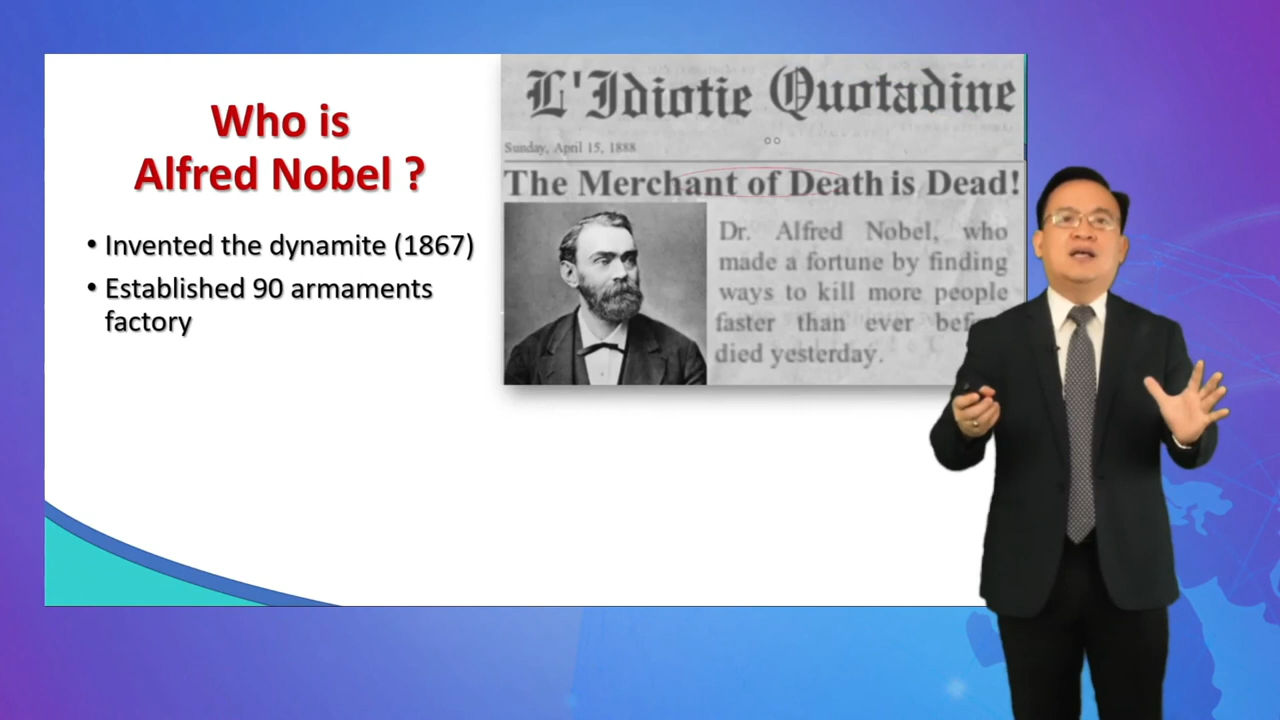 Who is
Alfred Nobel ?
• Invented the dynamite (1867)
• Established 90 armaments
factory
L'Idiotie Quotadine
Sunday, April 15, 1888
The Merchant of Death is Dead!
Dr. Alfred Nobel, who
made a fortune by finding
ways to kill more people
faster than ever
died yesterday.